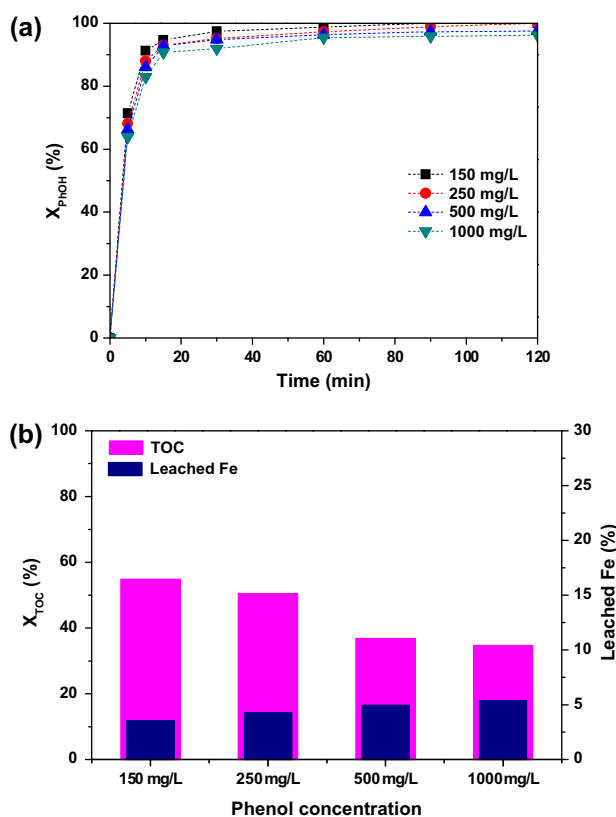 (a)
100
80
60
40
20
0
X_PhOH (%)
150 mg/L
250 mg/L
500 mg/L
1000 mg/L
0 20 40 60 80 100 120
Time (min)
(b)
100
80
60
40
20
0
X_TOC (%)
TOC
Leached Fe
30
25
20
15
10
5
0
Leached Fe (%)
150 mg/L 250 mg/L 500 mg/L 1000 mg/L
Phenol concentration